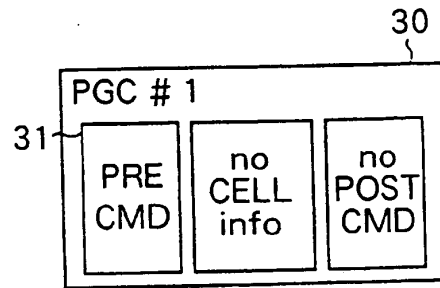 30
PGC # 1
31
PRE
CMD
no
CELL
info
no
POST
CMD